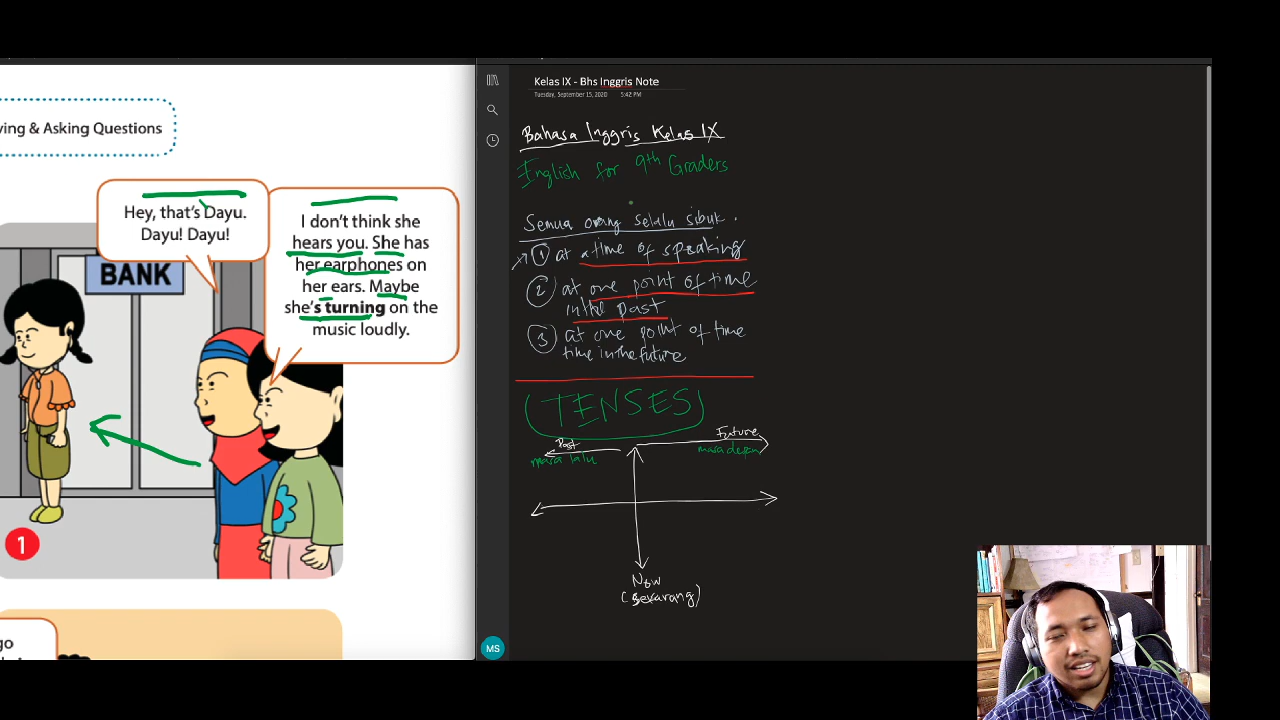 ving & Asking Questions
Hey, that's Dayu.
Dayu! Dayu!
I don't think she
hears you. She has
her earphones on
her ears. Maybe
she's turning on the
music loudly.
BANK
1
go
Kelas IX - Bhs Inggris Note
Tuesday, September 15, 2020 5:42 PM
Bahasa Inggris Kelas IX
English for 9th Graders
Semua orang selalu sibuk.
1 at a time of speaking
2 at one point of time
in the past
3 at one point of time
time in the future
TENSES
Past
masa lalu
Future
masa depan
Now
(sekarang)
MS